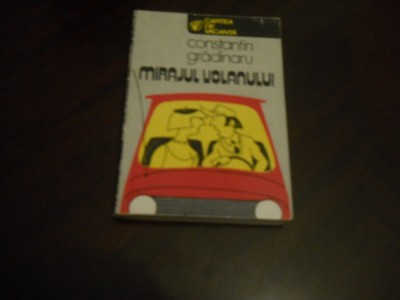 CARTEA
DE
VACANȚĂ
constantin
grădinaru
MIRAJUL VOLANULUI